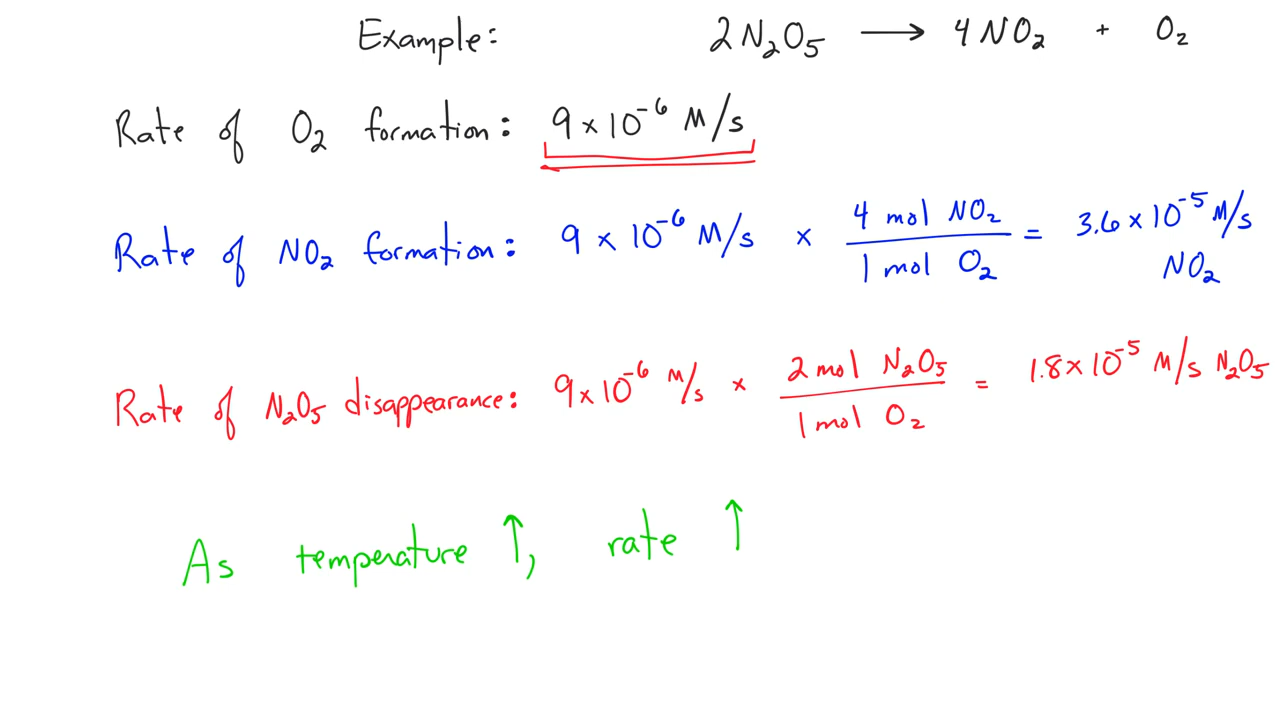 Example: 2N₂O₅ ⟶ 4NO₂ + O₂
Rate of O₂ formation: 9×10⁻⁶ M/s
Rate of NO₂ formation: 9 × 10⁻⁶ M/s × 4 mol NO₂ / 1 mol O₂ = 3.6 × 10⁻⁵ M/s NO₂
Rate of N₂O₅ disappearance: 9×10⁻⁶ M/s × 2 mol N₂O₅ / 1 mol O₂ = 1.8×10⁻⁵ M/s N₂O₅
As temperature ↑, rate ↑